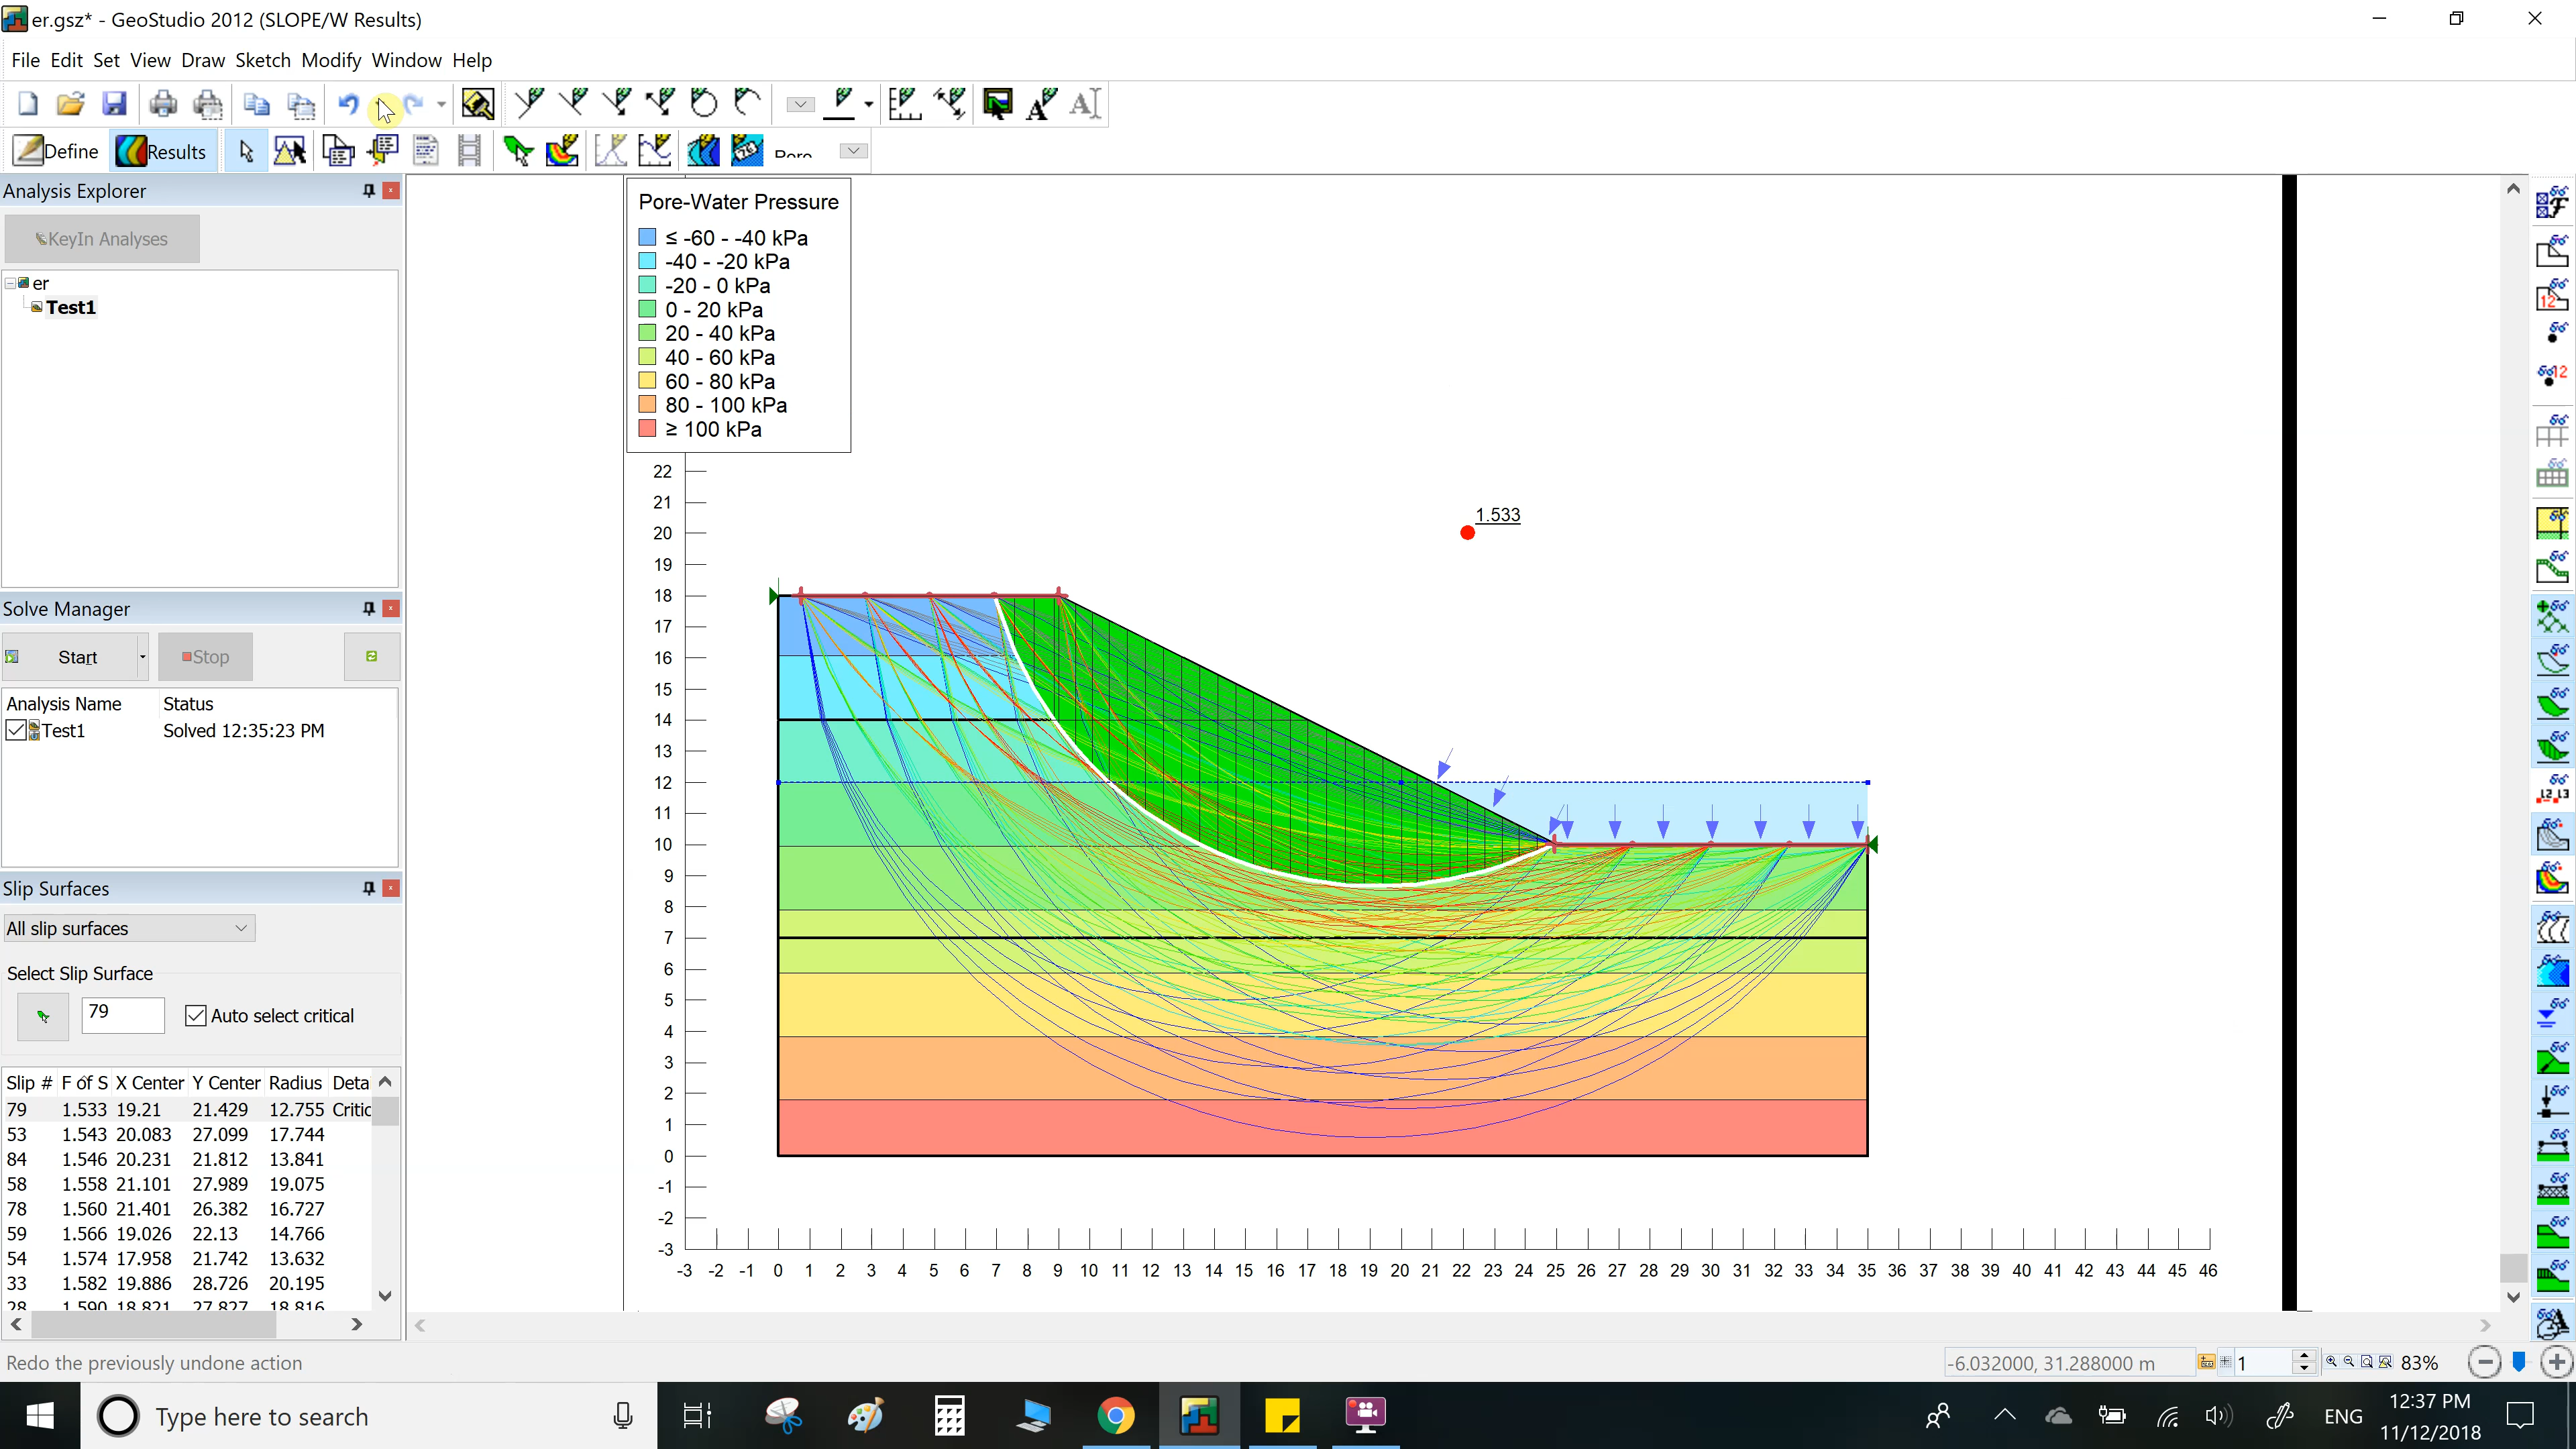 er.gsz* - GeoStudio 2012 (SLOPE/W Results)
File Edit Set View Draw Sketch Modify Window Help
Define Results
Analysis Explorer
KeyIn Analyses
er
Test1
Solve Manager
Start Stop
Analysis Name Status
Test1 Solved 12:35:23 PM
Slip Surfaces
All slip surfaces
Select Slip Surface
79 Auto select critical
Slip # F of S X Center Y Center Radius Deta
79 1.533 19.21 21.429 12.755 Critic
53 1.543 20.083 27.099 17.744
84 1.546 20.231 21.812 13.841
58 1.558 21.101 27.989 19.075
78 1.560 21.401 26.382 16.727
59 1.566 19.026 22.13 14.766
54 1.574 17.958 21.742 13.632
33 1.582 19.886 28.726 20.195
28 1.590 18.821 27.827 18.816
Pore-Water Pressure
≤ -60 - -40 kPa
-40 - -20 kPa
-20 - 0 kPa
0 - 20 kPa
20 - 40 kPa
40 - 60 kPa
60 - 80 kPa
80 - 100 kPa
≥ 100 kPa
1.533
22
21
20
19
18
17
16
15
14
13
12
11
10
9
8
7
6
5
4
3
2
1
0
-1
-2
-3
-3 -2 -1 0 1 2 3 4 5 6 7 8 9 10 11 12 13 14 15 16 17 18 19 20 21 22 23 24 25 26 27 28 29 30 31 32 33 34 35 36 37 38 39 40 41 42 43 44 45 46
Redo the previously undone action
-6.032000, 31.288000 m
1
83%
Type here to search
ENG
12:37 PM
11/12/2018